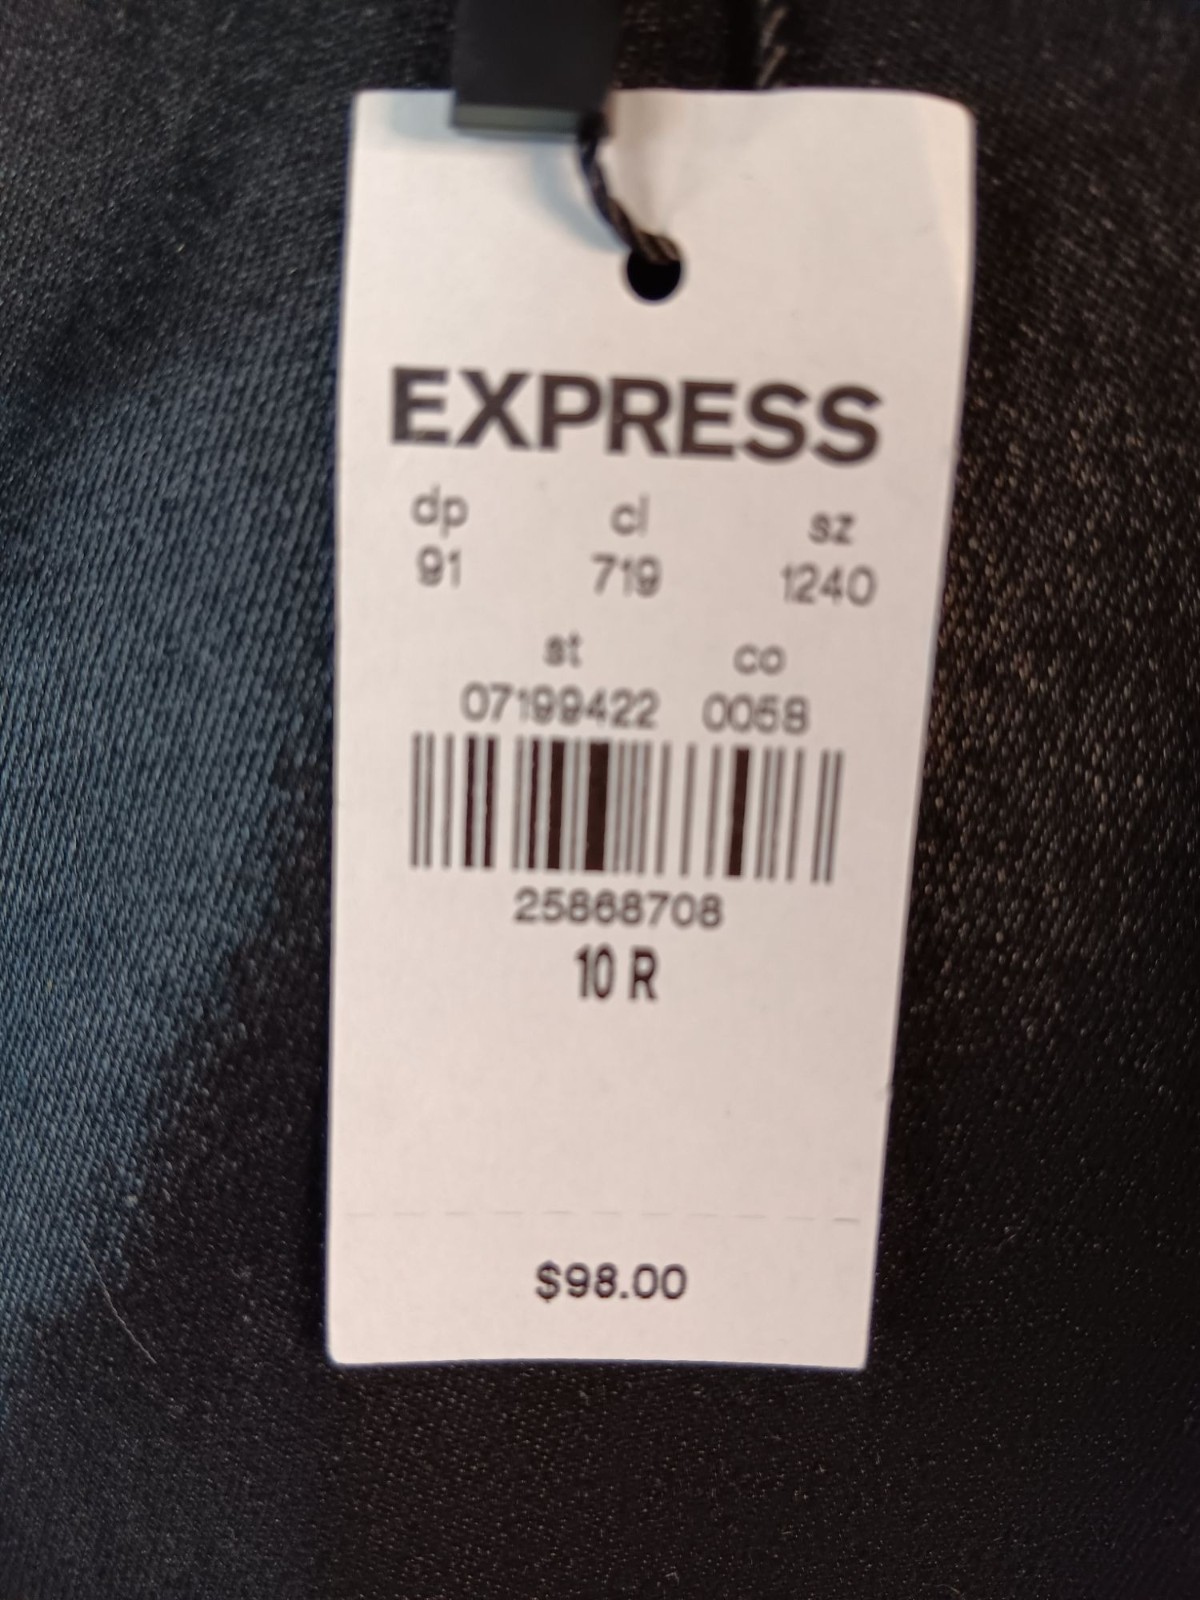 EXPRESS
dp cl sz
91 719 1240
st co
07199422 0058
25868708
10 R
$98.00